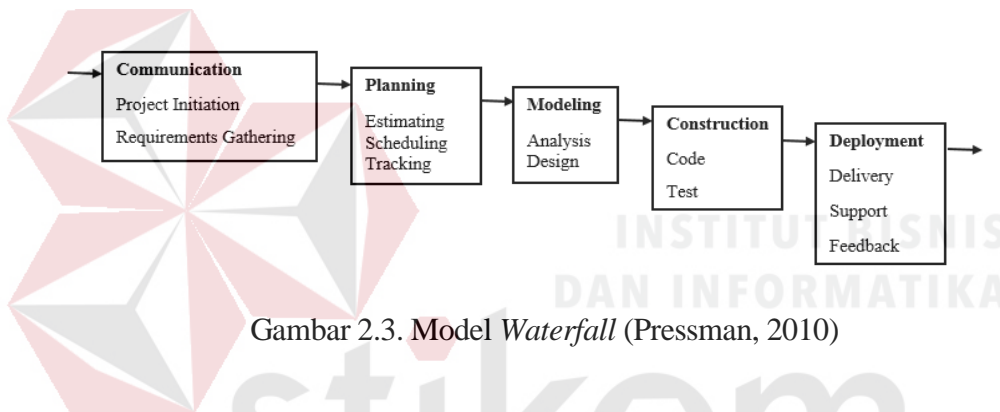 Communication
Project Initiation
Requirements Gathering
Planning
Estimating
Scheduling
Tracking
Modeling
Analysis
Design
Construction
Code
Test
Deployment
Delivery
Support
Feedback
INSTITUT BISNIS
DAN INFORMATIKA
Gambar 2.3. Model Waterfall (Pressman, 2010)
stikom